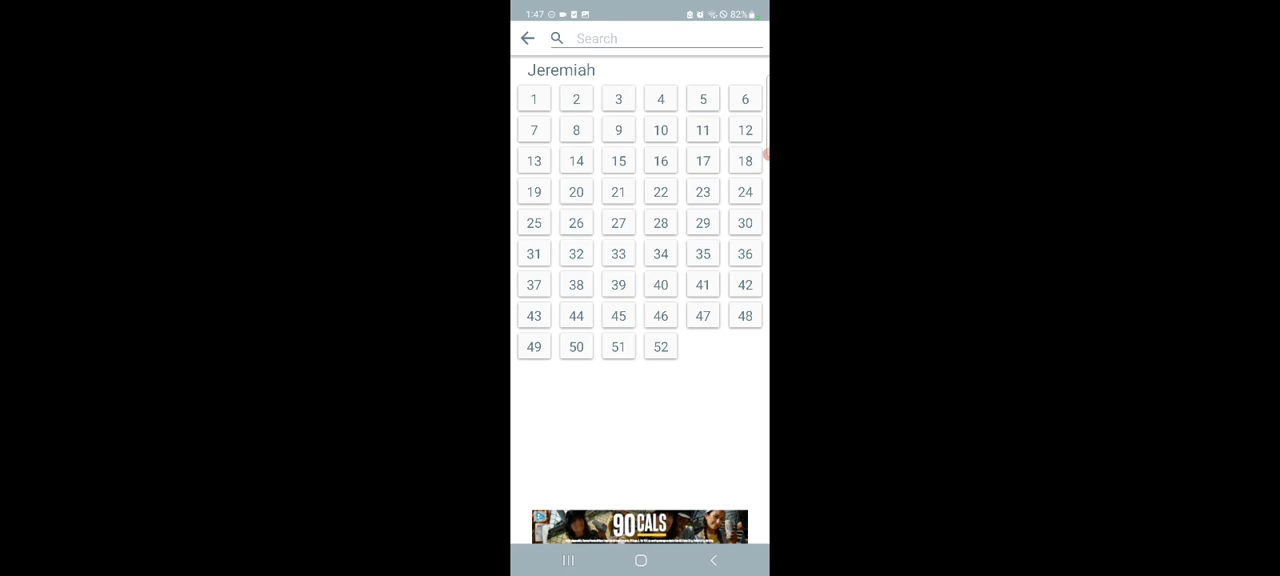 1:47 82%
Search
Jeremiah
1 2 3 4 5 6
7 8 9 10 11 12
13 14 15 16 17 18
19 20 21 22 23 24
25 26 27 28 29 30
31 32 33 34 35 36
37 38 39 40 41 42
43 44 45 46 47 48
49 50 51 52
90 CALS